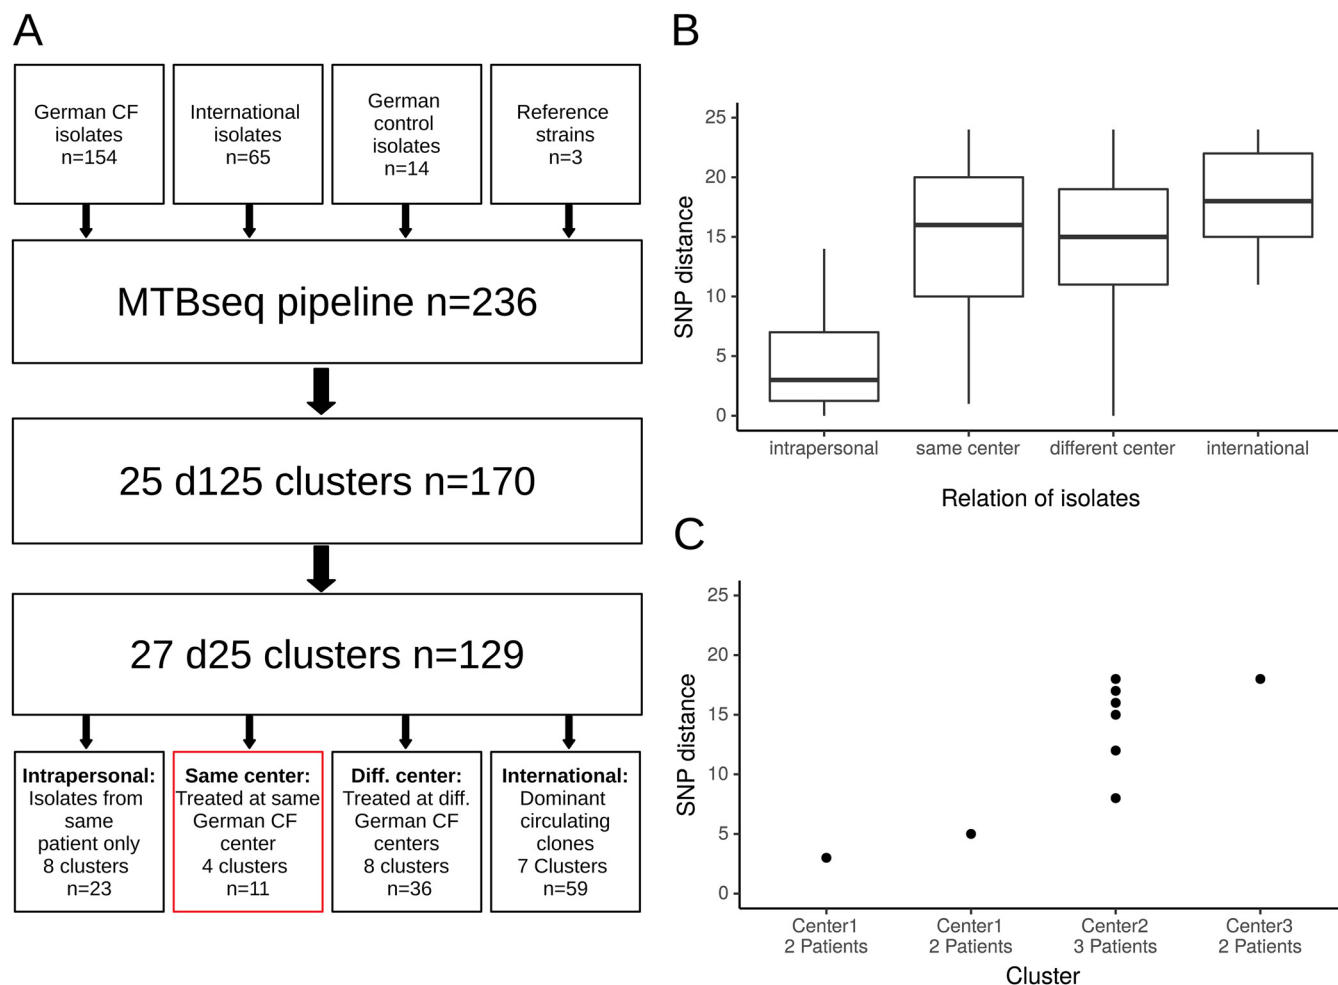 A
German CF
isolates
n=154
International
isolates
n=65
German
control
isolates
n=14
Reference
strains
n=3
MTBseq pipeline n=236
25 d125 clusters n=170
27 d25 clusters n=129
Intrapersonal:
Isolates from
same
patient only
8 clusters
n=23
Same center:
Treated at same
German CF
center
4 clusters
n=11
Diff. center:
Treated at diff.
German CF
centers
8 clusters
n=36
International:
Dominant
circulating
clones
7 Clusters
n=59
B
SNP distance
25
20
15
10
5
0
intrapersonal
same center
different center
international
Relation of isolates
C
SNP distance
25
20
15
10
5
0
Center1
2 Patients
Center1
2 Patients
Center2
3 Patients
Center3
2 Patients
Cluster